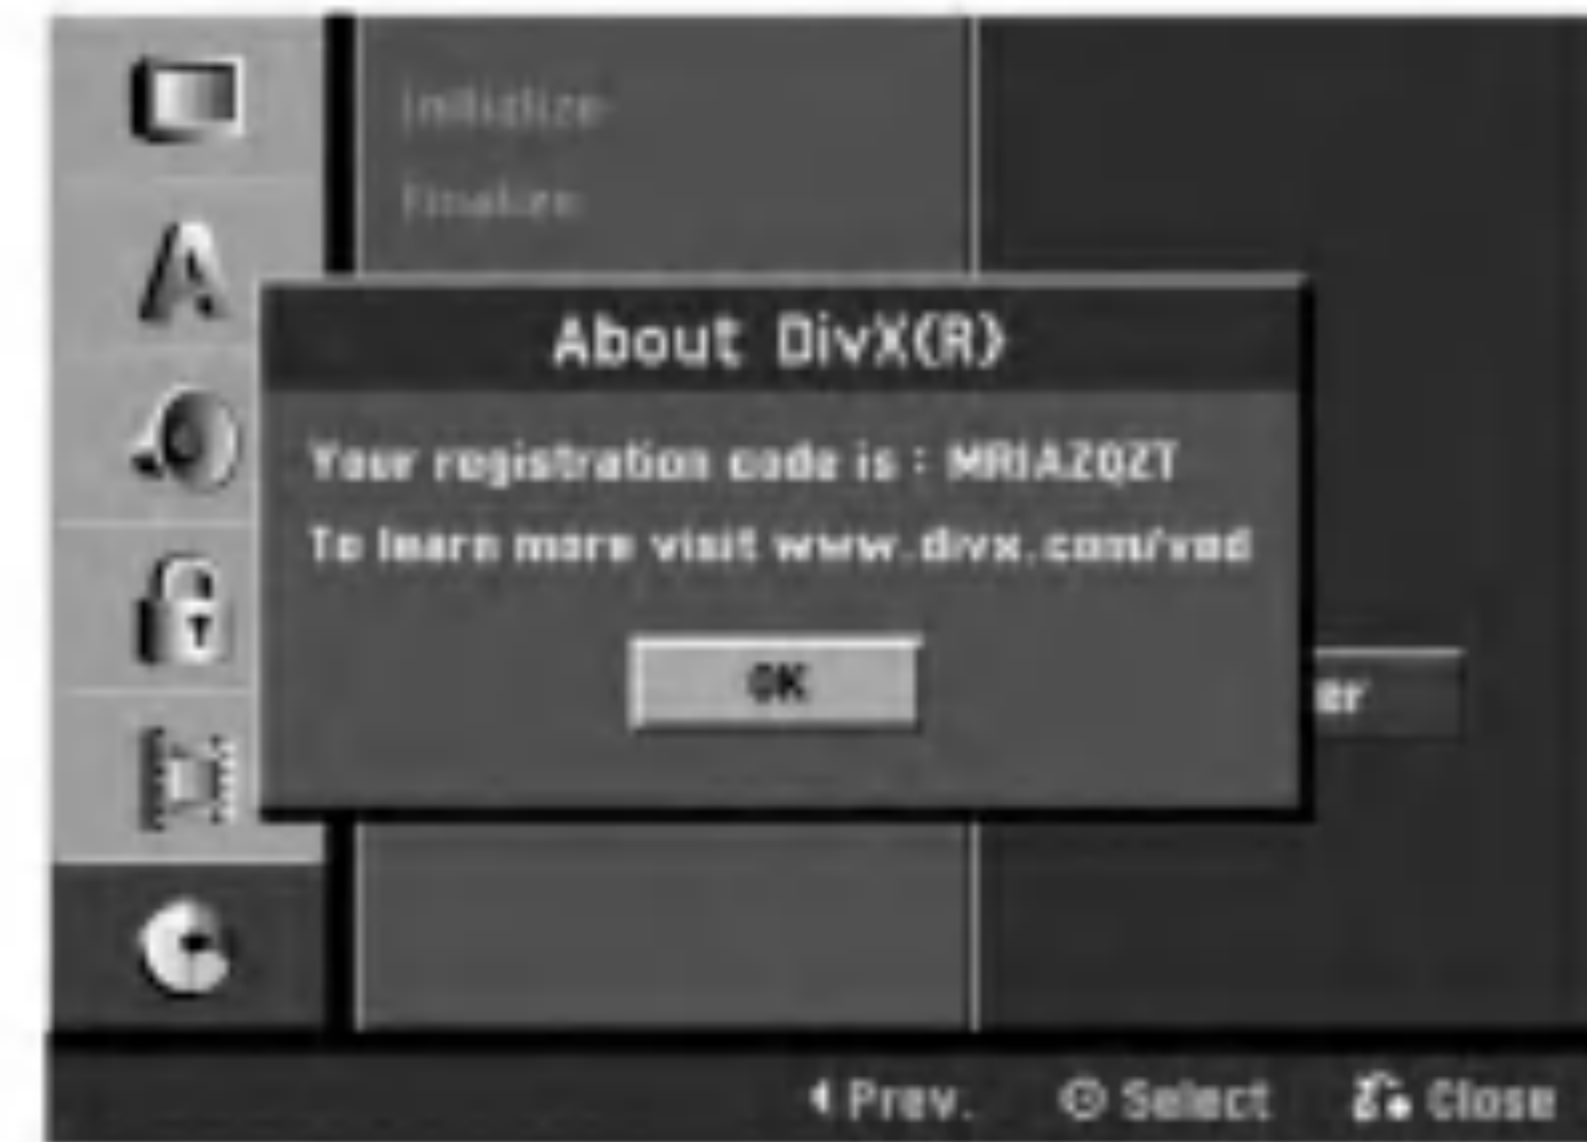 Initialize
Finalize
About DivX(R)
Your registration code is : MRIAZQZT
To learn more visit www.divx.com/vod
OK
er
Prev.
Select
Close